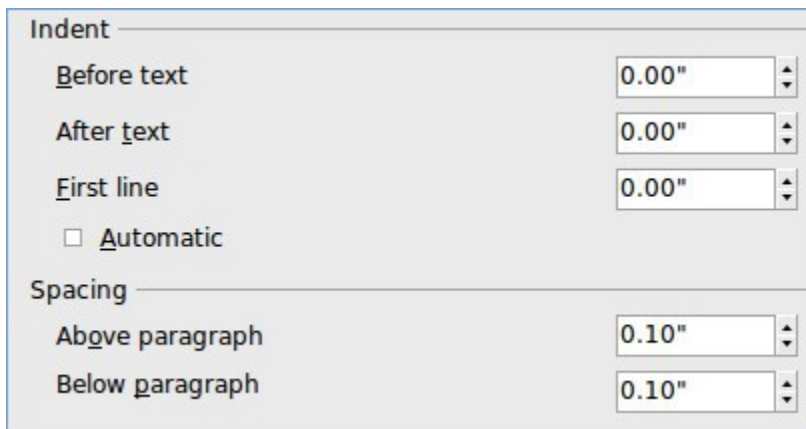 Indent
Before text 0.00"
After text 0.00"
First line 0.00"
Automatic
Spacing
Above paragraph 0.10"
Below paragraph 0.10"